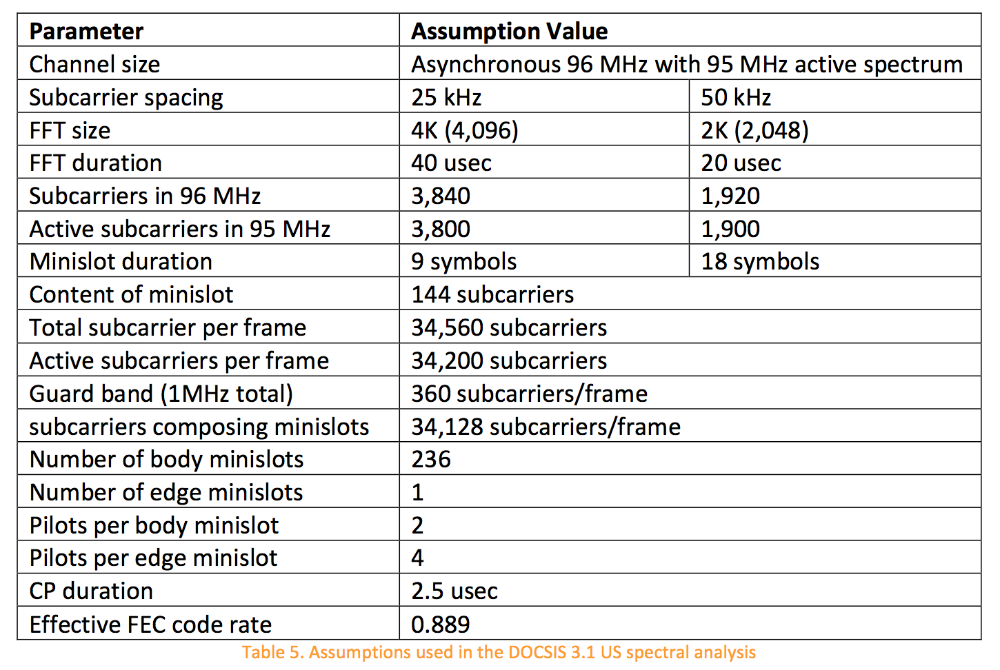 Parameter Assumption Value
Channel size Asynchronous 96 MHz with 95 MHz active spectrum
Subcarrier spacing 25 kHz 50 kHz
FFT size 4K (4,096) 2K (2,048)
FFT duration 40 usec 20 usec
Subcarriers in 96 MHz 3,840 1,920
Active subcarriers in 95 MHz 3,800 1,900
Minislot duration 9 symbols 18 symbols
Content of minislot 144 subcarriers
Total subcarrier per frame 34,560 subcarriers
Active subcarriers per frame 34,200 subcarriers
Guard band (1MHz total) 360 subcarriers/frame
subcarriers composing minislots 34,128 subcarriers/frame
Number of body minislots 236
Number of edge minislots 1
Pilots per body minislot 2
Pilots per edge minislot 4
CP duration 2.5 usec
Effective FEC code rate 0.889
Table 5. Assumptions used in the DOCSIS 3.1 US spectral analysis